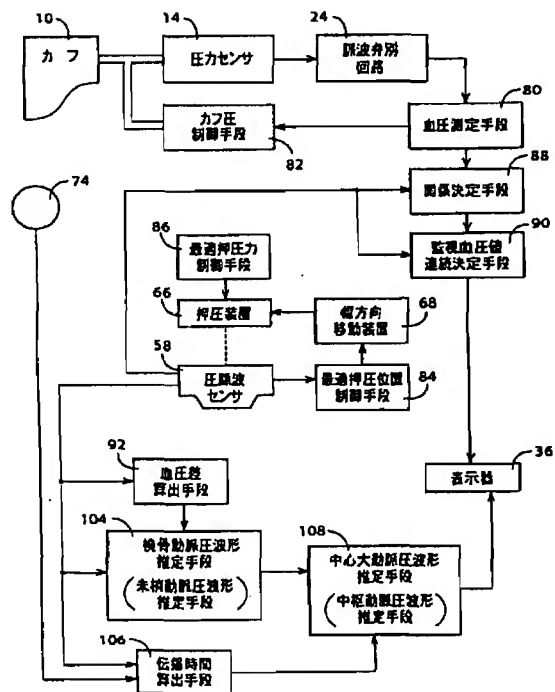 10
カフ
14
圧力センサ
24
脈波弁別
回路
80
血圧測定手段
カフ圧
制御手段
82
88
関係決定手段
74
90
監視血圧値
連続決定手段
86
最適押圧力
制御手段
66
押圧装置
幅方向
移動装置
68
58
圧脈波
センサ
最適押圧位置
制御手段
84
92
血圧差
算出手段
36
表示器
104
橈骨動脈圧波形
推定手段
(末梢動脈圧波形
推定手段)
108
中心大動脈圧波形
推定手段
(中枢動脈圧波形
推定手段)
106
伝播時間
算出手段